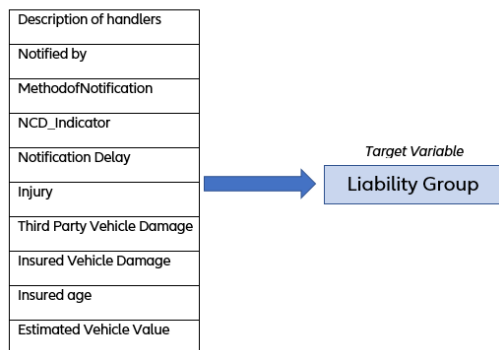 Description of handlers
Notified by
MethodofNotification
NCD_Indicator
Notification Delay
Injury
Third Party Vehicle Damage
Insured Vehicle Damage
Insured age
Estimated Vehicle Value
Target Variable
Liability Group